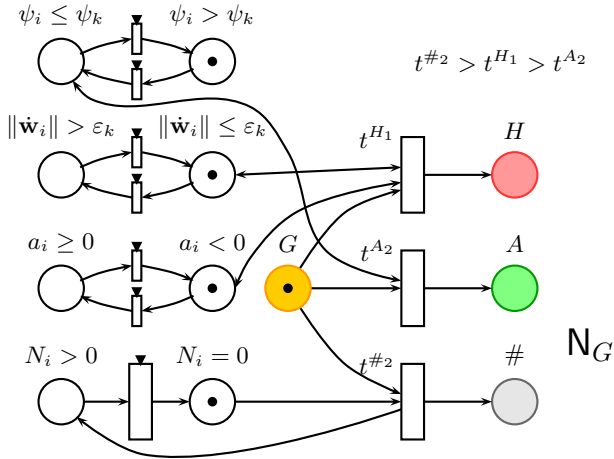 ψ_i ≤ ψ_k ψ_i > ψ_k
t^{#_2} > t^{H_1} > t^{A_2}
‖ẇ_i‖ > ε_k ‖ẇ_i‖ ≤ ε_k t^{H_1} H
a_i ≥ 0 a_i < 0 G t^{A_2} A
N_i > 0 N_i = 0 t^{#_2} # N_G